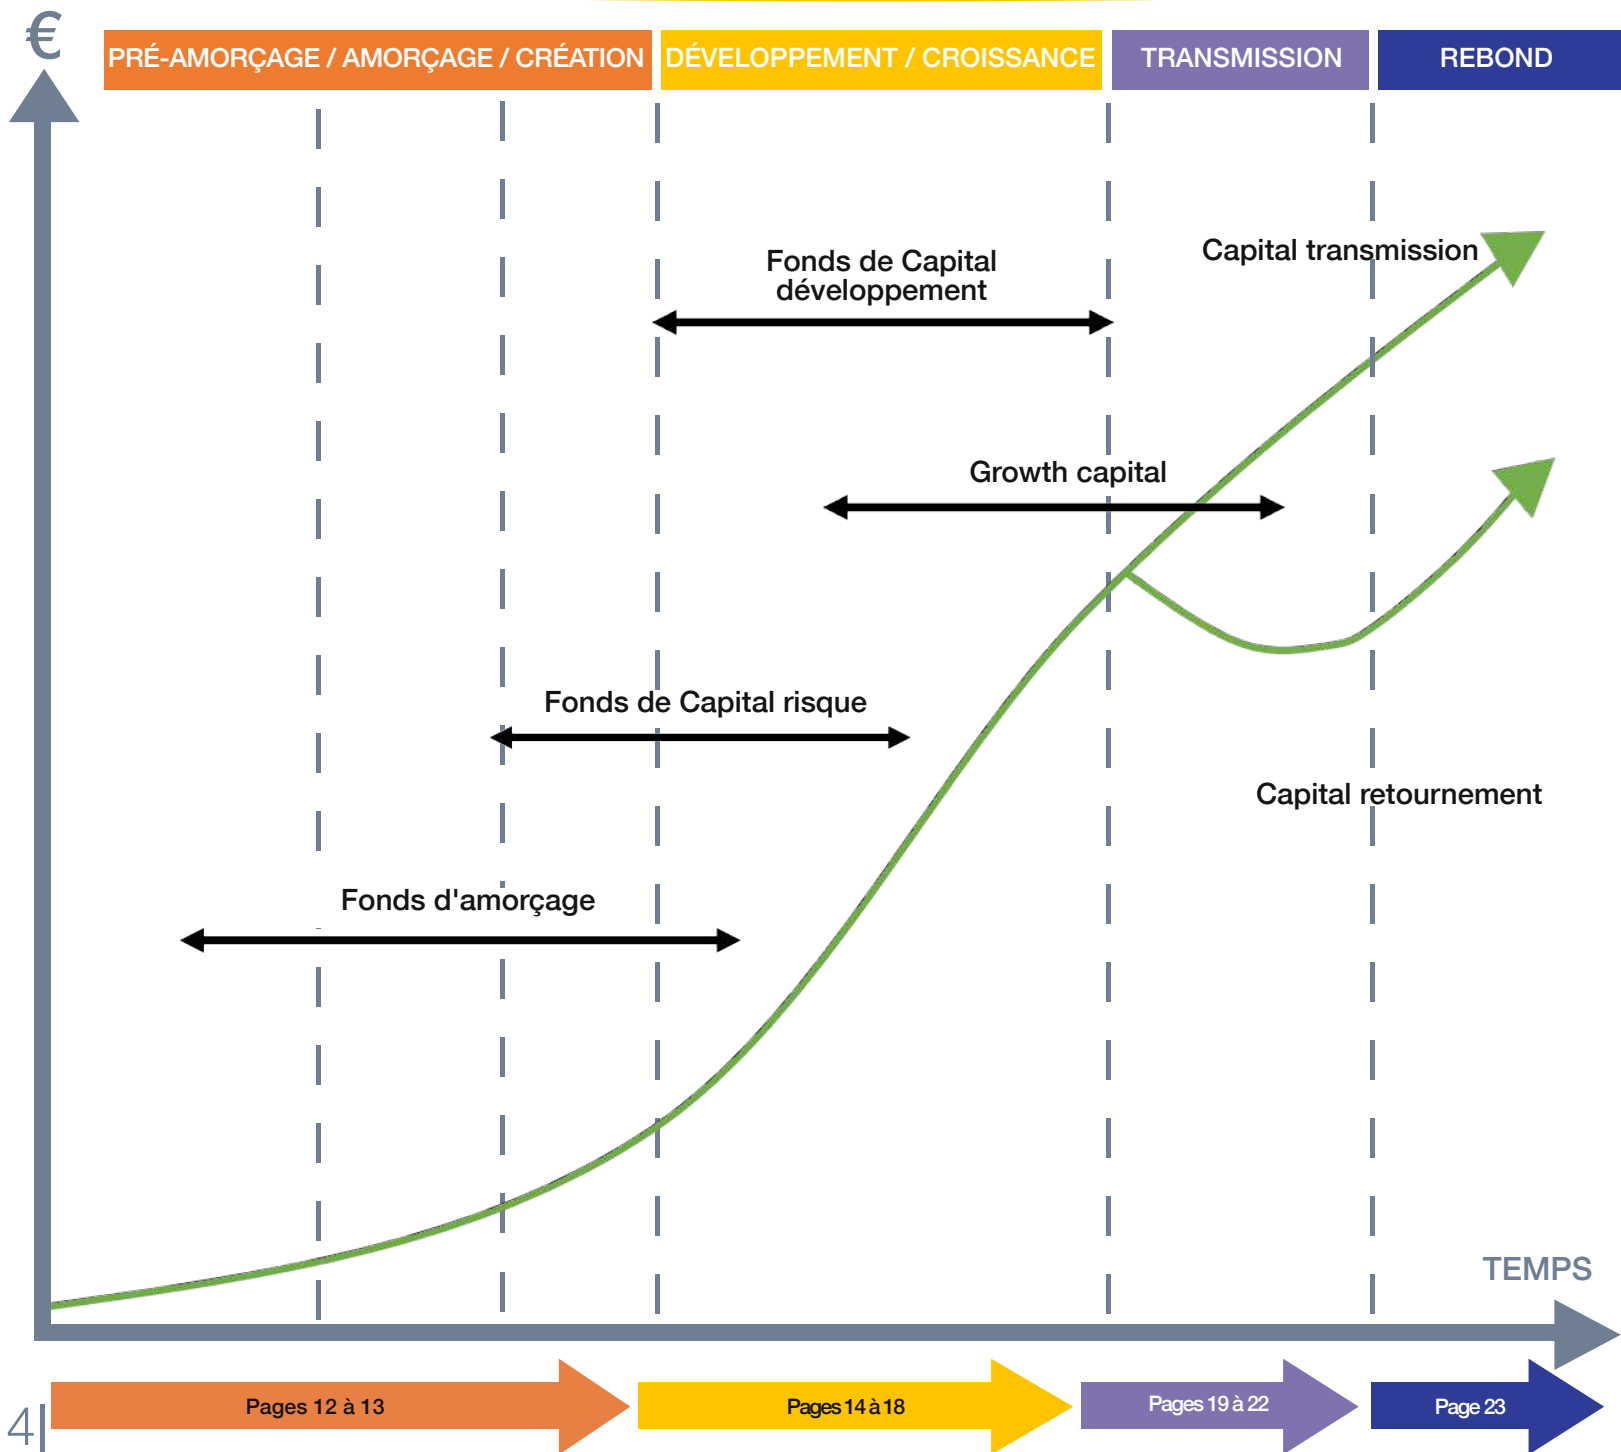 €
PRÉ-AMORÇAGE / AMORÇAGE / CRÉATION
DÉVELOPPEMENT / CROISSANCE
TRANSMISSION
REBOND
Capital transmission
Fonds de Capital
développement
Growth capital
Fonds de Capital risque
Capital retournement
Fonds d'amorçage
TEMPS
Pages 12 à 13
Pages 14 à 18
Pages 19 à 22
Page 23
4